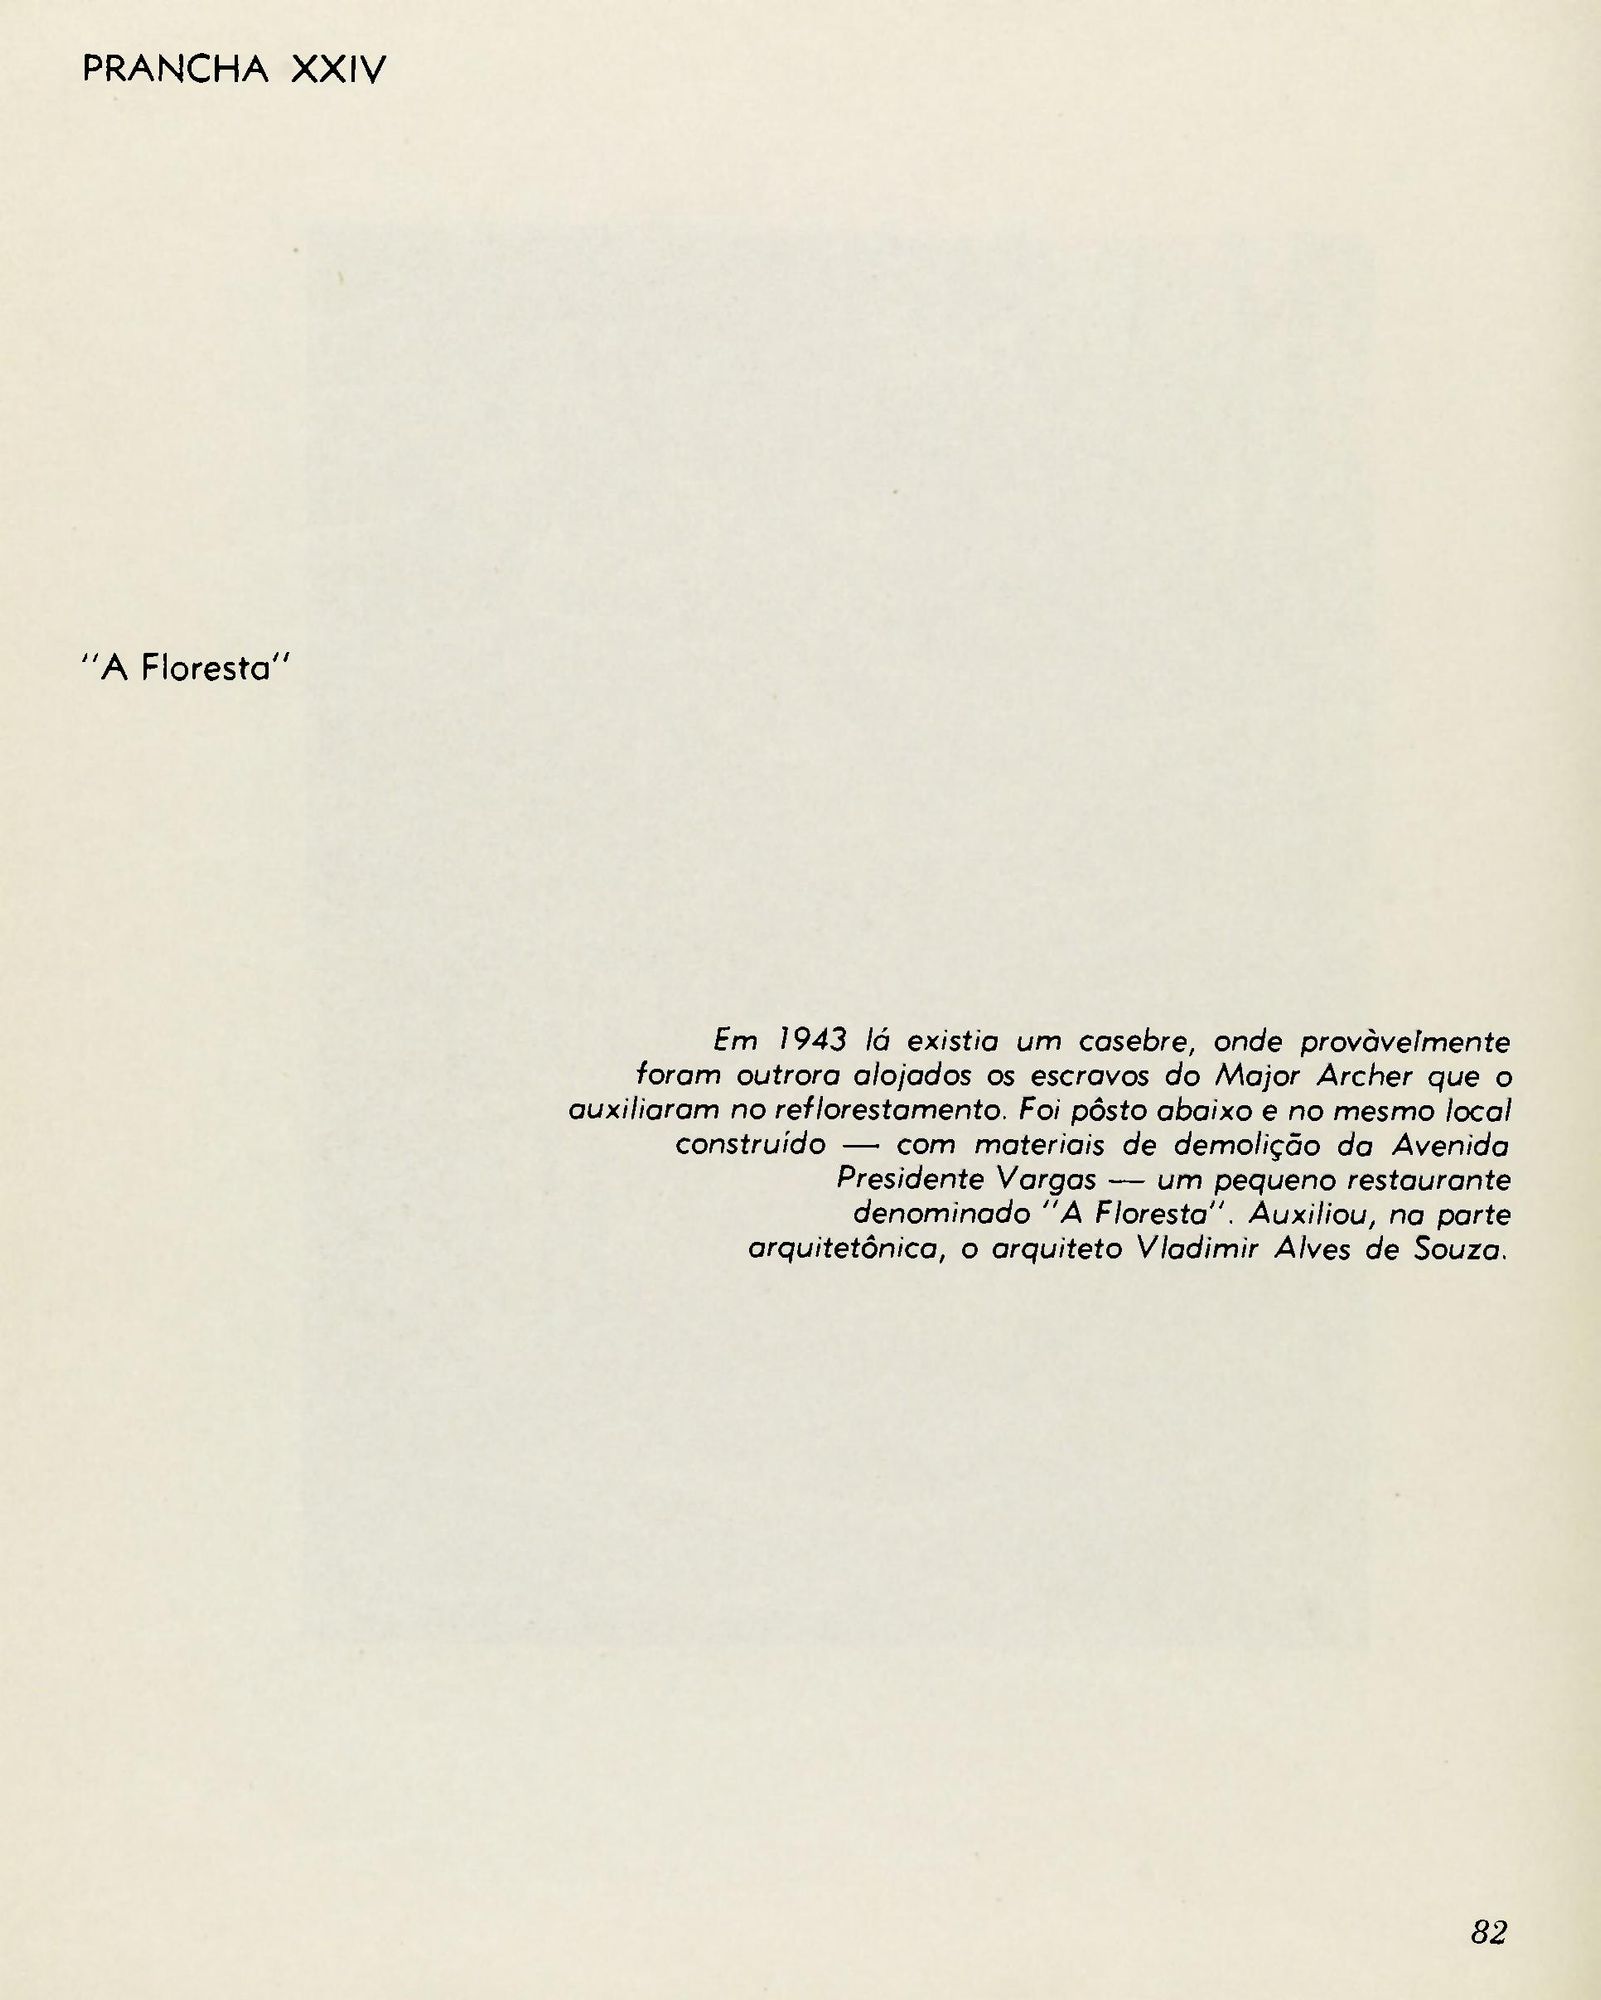 PRANCHA XXIV
"A Floresta"
Em 1943 lá existia um casebre, onde provàvelmente
foram outrora alojados os escravos do Major Archer que o
auxiliaram no reflorestamento. Foi pôsto abaixo e no mesmo local
construído — com materiais de demolição da Avenida
Presidente Vargas — um pequeno restaurante
denominado "A Floresta". Auxiliou, na parte
arquitetônica, o arquiteto Vladimir Alves de Souza.
82